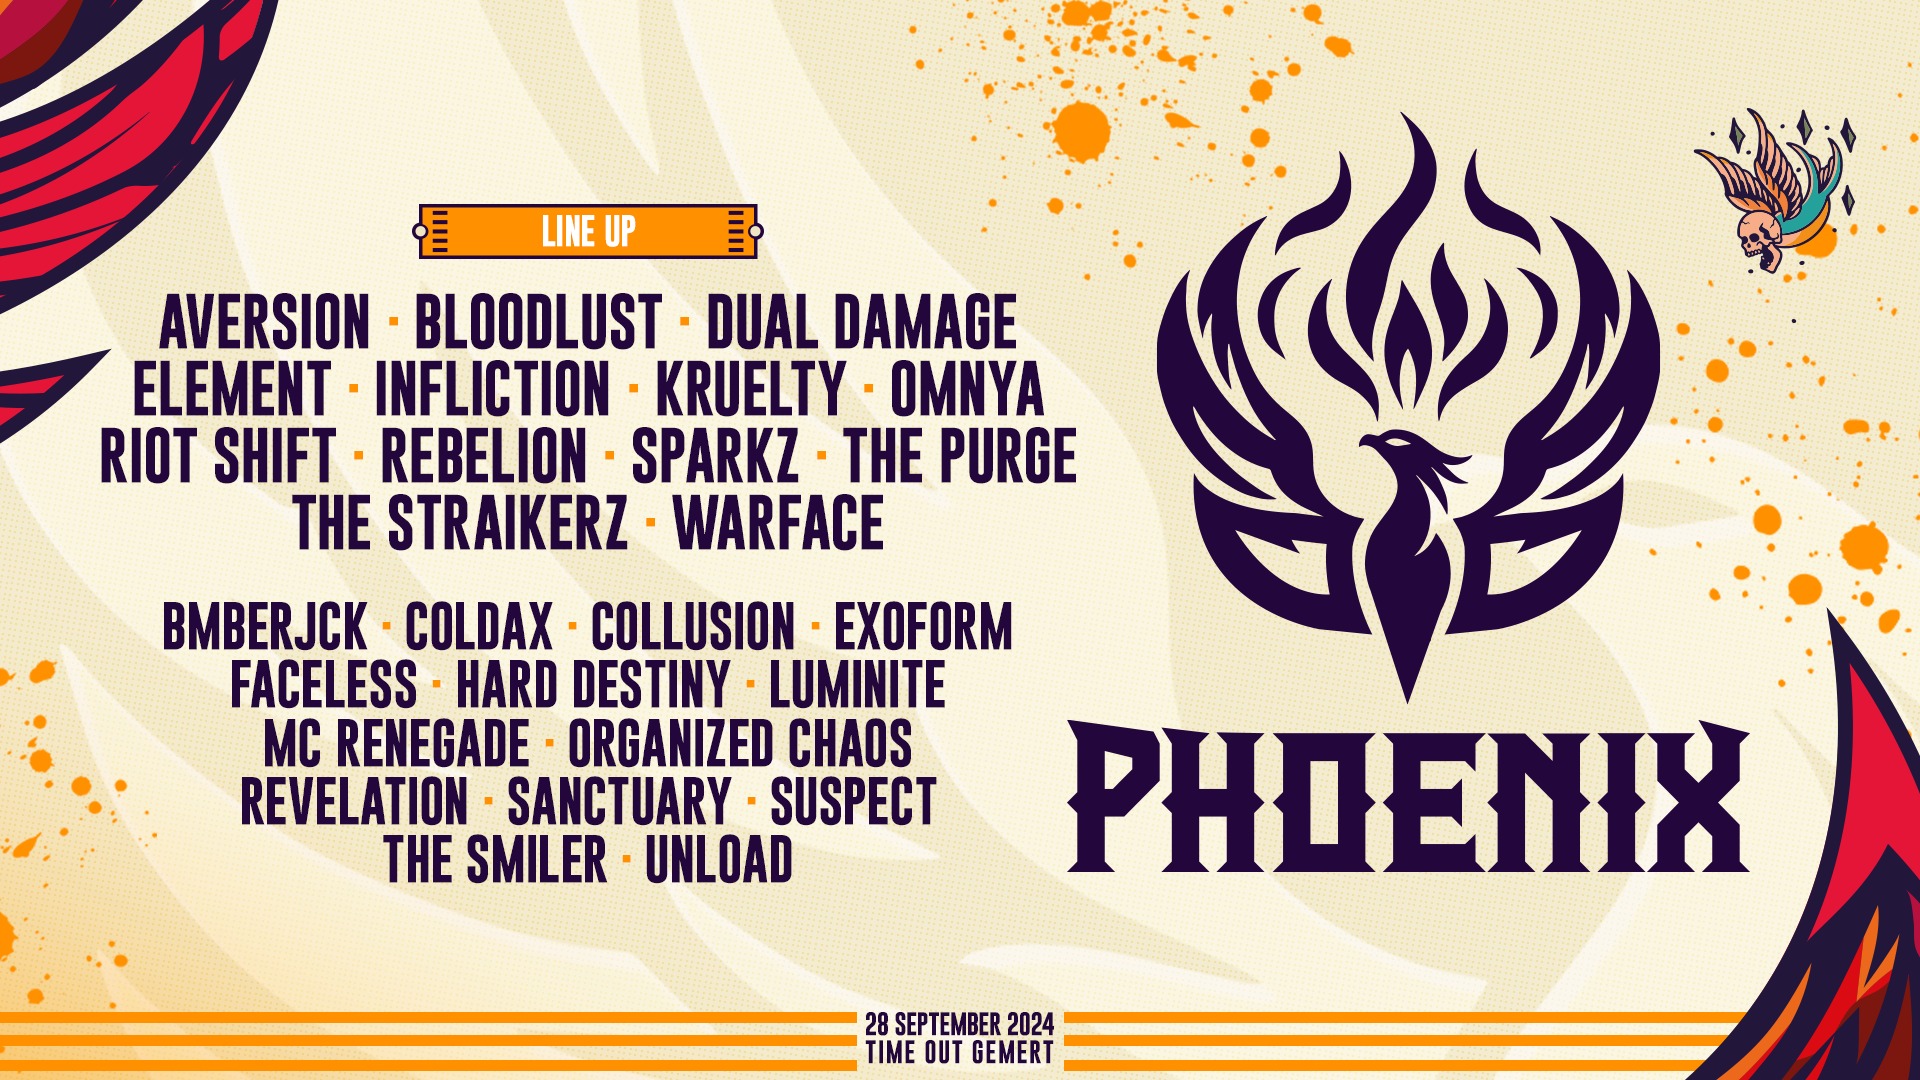 LINE UP
AVERSION · BLOODLUST · DUAL DAMAGE
ELEMENT · INFLICTION · KRUELTY · OMNYA
RIOT SHIFT · REBELION · SPARKZ · THE PURGE
THE STRAIKERZ · WARFACE
BMBERJCK · COLDAX · COLLUSION · EXOFORM
FACELESS · HARD DESTINY · LUMINITE
MC RENEGADE · ORGANIZED CHAOS
REVELATION · SANCTUARY · SUSPECT
THE SMILER · UNLOAD
PHOENIX
28 SEPTEMBER 2024
TIME OUT GEMERT